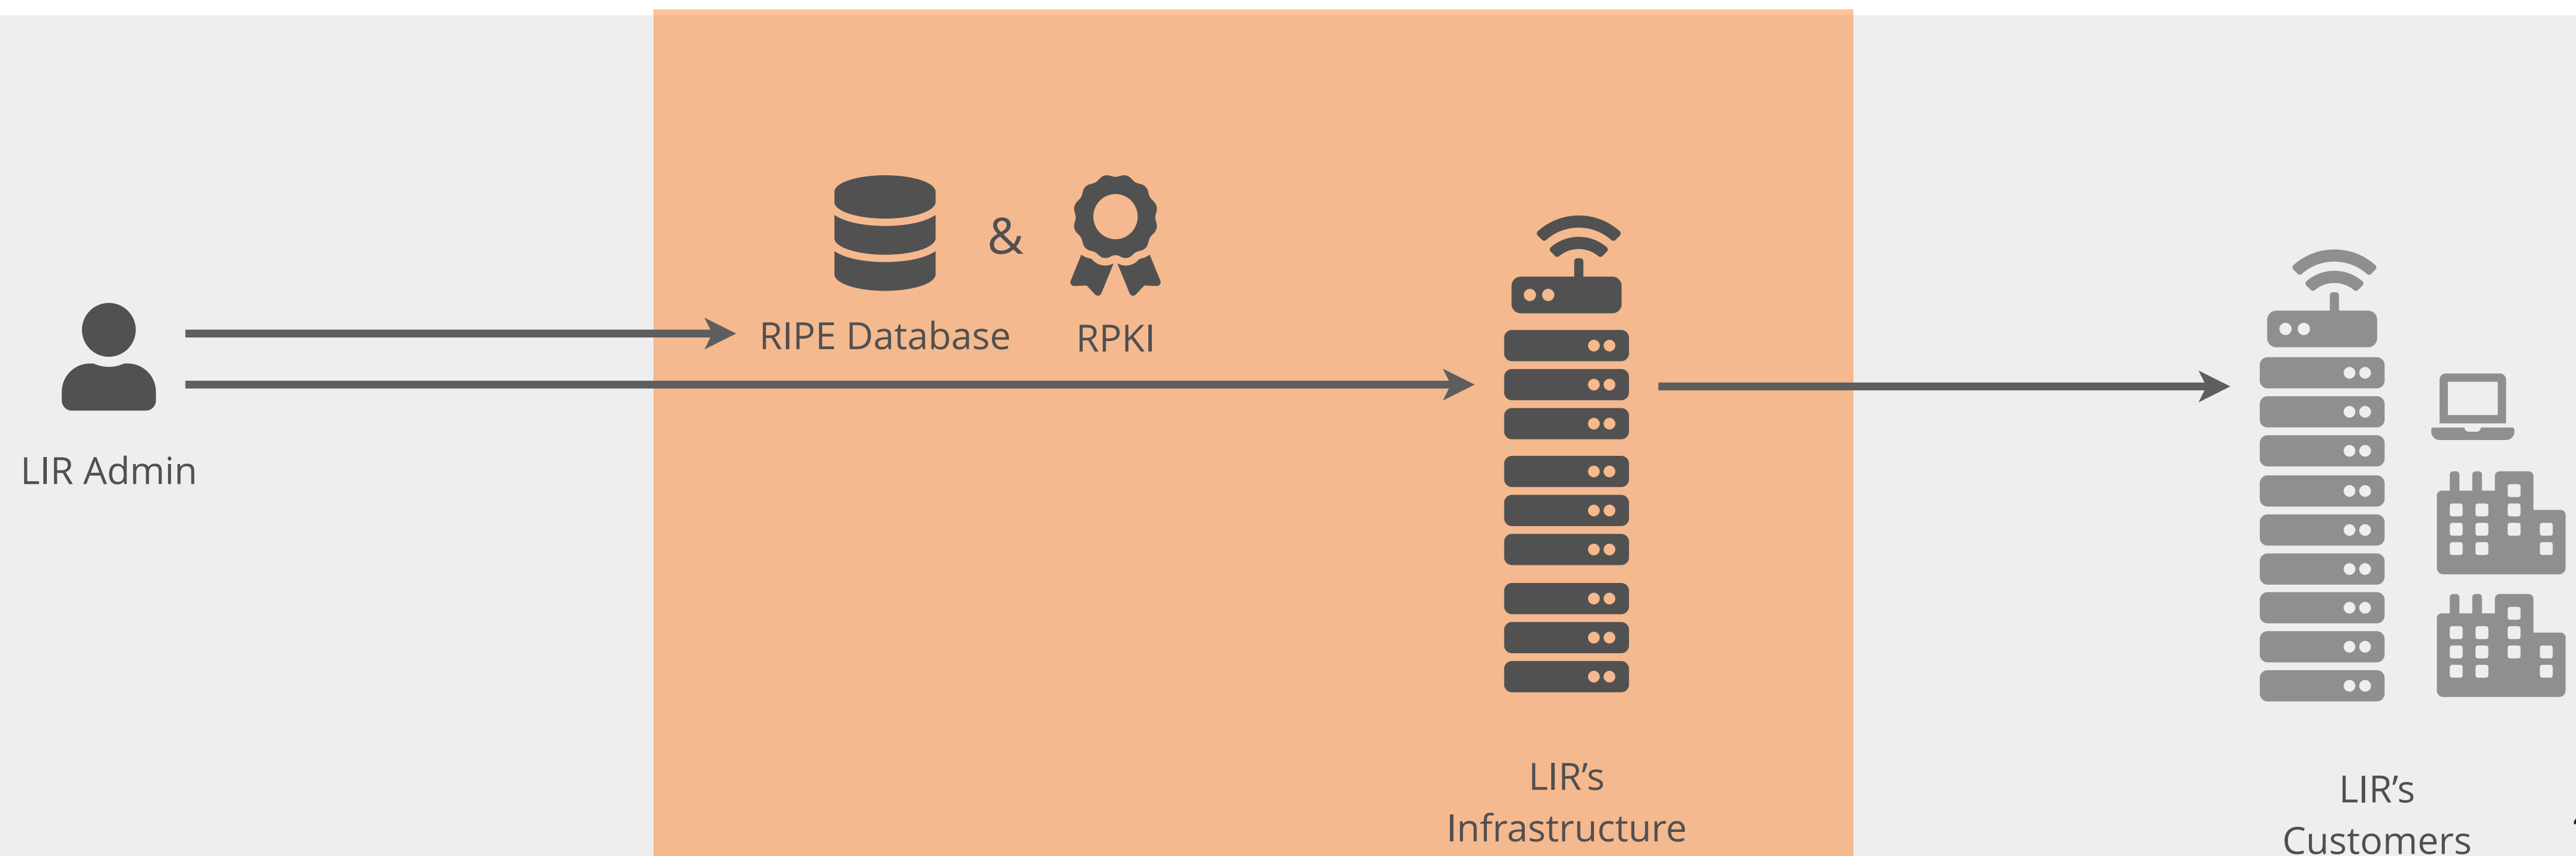 LIR Admin
&
RIPE Database
RPKI
LIR’s
Infrastructure
LIR’s
Customers